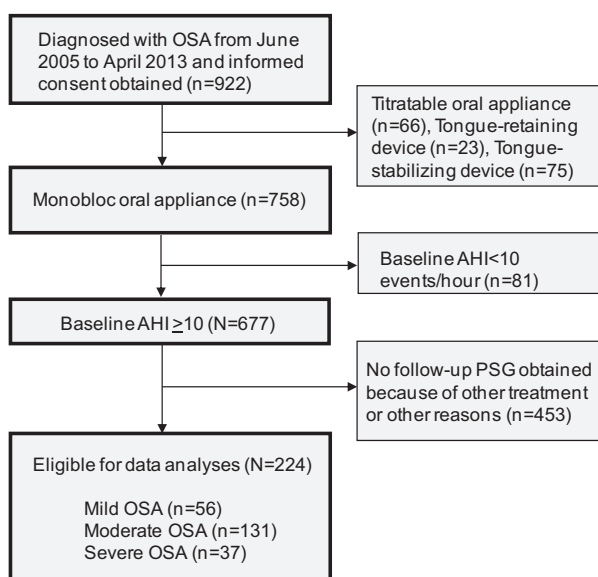 Diagnosed with OSA from June
2005 to April 2013 and informed
consent obtained (n=922)
Titratable oral appliance
(n=66), Tongue-retaining
device (n=23), Tongue-
stabilizing device (n=75)
Monobloc oral appliance (n=758)
Baseline AHI<10
events/hour (n=81)
Baseline AHI ≥10 (N=677)
No follow-up PSG obtained
because of other treatment
or other reasons (n=453)
Eligible for data analyses (N=224)
Mild OSA (n=56)
Moderate OSA (n=131)
Severe OSA (n=37)